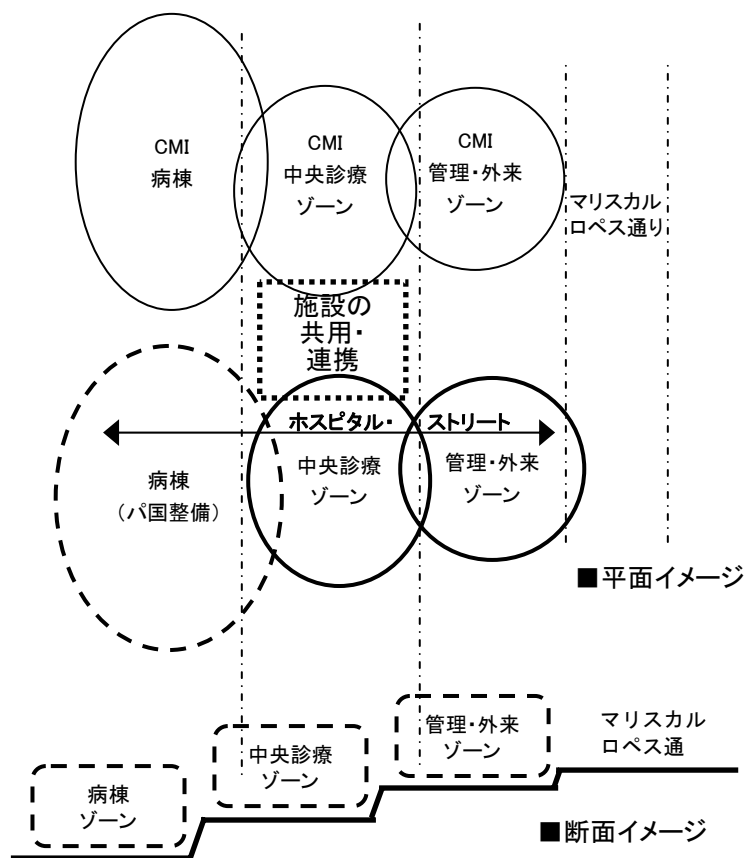 CMI
病棟
CMI
中央診療
ゾーン
CMI
管理・外来
ゾーン
マリスカル
ロペス通り
施設の
共用・
連携
ホスピタル・ストリート
病棟
（パ国整備）
中央診療
ゾーン
管理・外来
ゾーン
■平面イメージ
病棟
ゾーン
中央診療
ゾーン
管理・外来
ゾーン
マリスカル
ロペス通
■断面イメージ